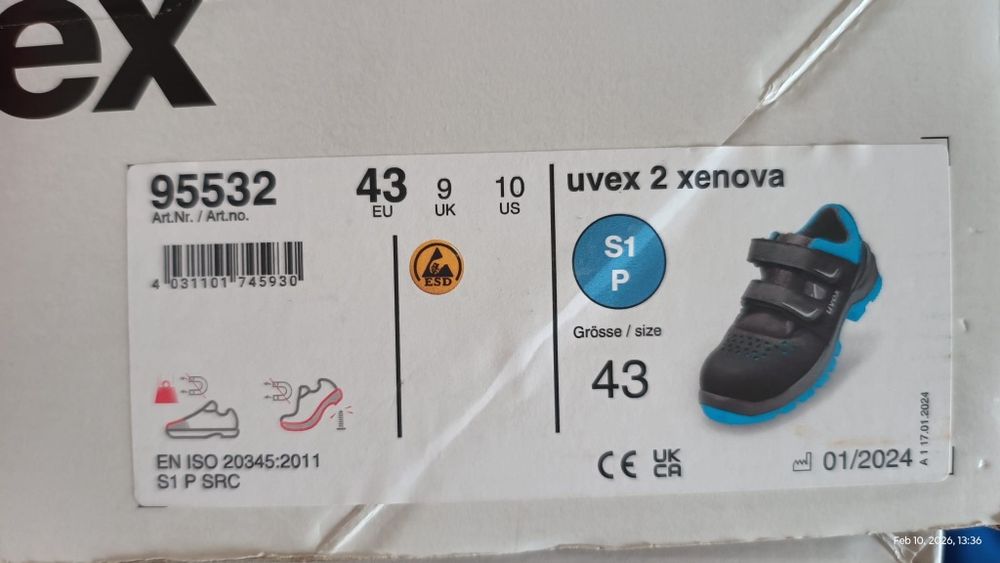 ex
95532
Art.Nr. / Art.no.
43 9 10
EU UK US
4 031101 745930
ESD
EN ISO 20345:2011
S1 P SRC
uvex 2 xenova
S1
P
Grösse / size
43
uvex
CE UK
CA
01/2024
A 1 17.01.2024
Feb 10, 2026, 13:36